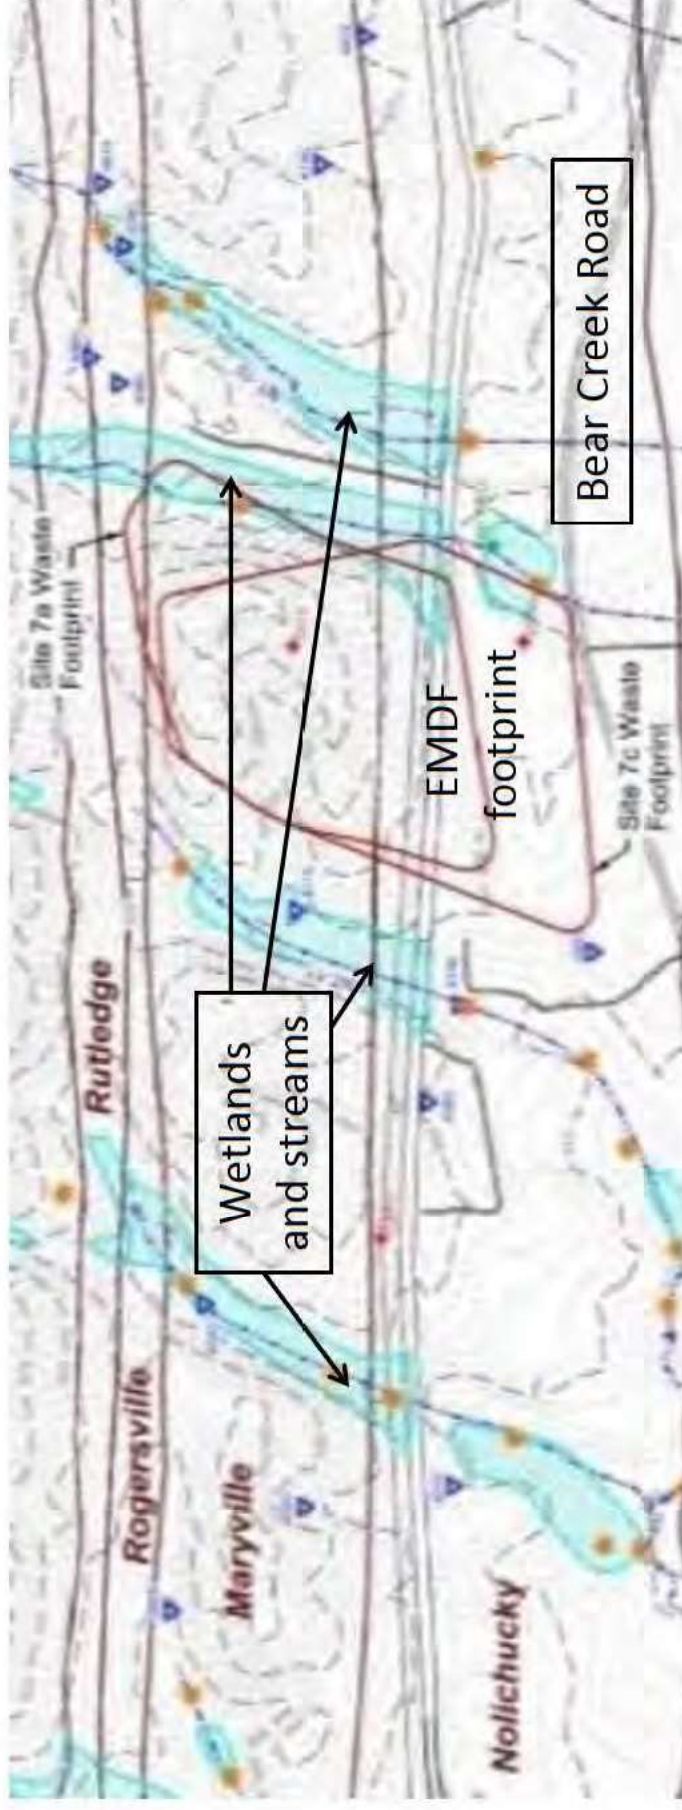 Site 7a Waste
Footprint
Rutledge
Rogersville
Maryville
Nolichucky
Wetlands
and streams
EMDF
footprint
Site 7c Waste
Footprint
Bear Creek Road